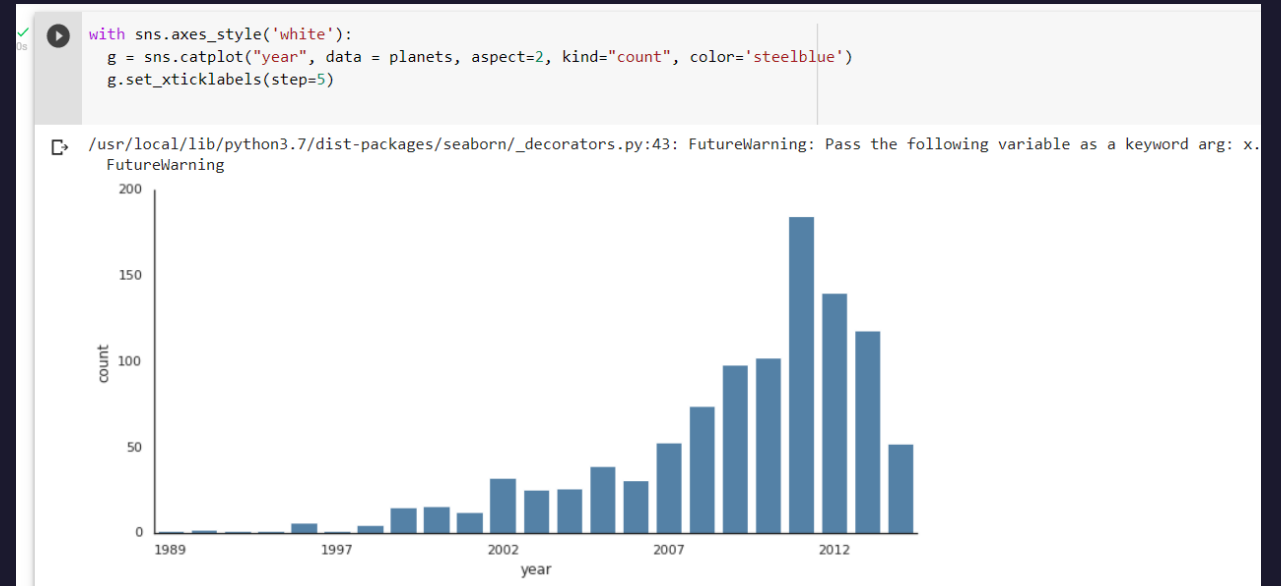 with sns.axes_style('white'):
g = sns.catplot("year", data = planets, aspect=2, kind="count", color='steelblue')
g.set_xticklabels(step=5)
0s
/usr/local/lib/python3.7/dist-packages/seaborn/_decorators.py:43: FutureWarning: Pass the following variable as a keyword arg: x.
FutureWarning
200
150
100
50
0
count
1989 1997 2002 2007 2012
year